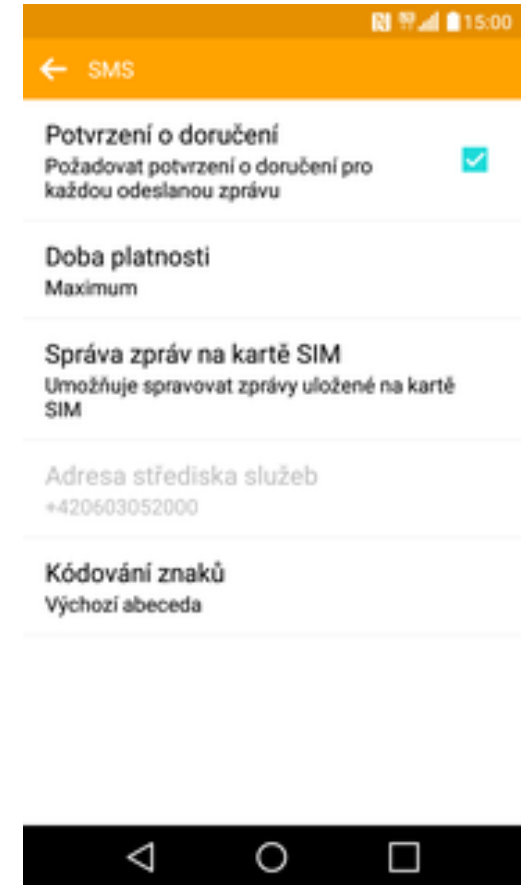 15:00
SMS
Potvrzení o doručení
Požadovat potvrzení o doručení pro
každou odeslanou zprávu
Doba platnosti
Maximum
Správa zpráv na kartě SIM
Umožňuje spravovat zprávy uložené na kartě
SIM
Adresa střediska služeb
+420603052000
Kódování znaků
Výchozí abeceda